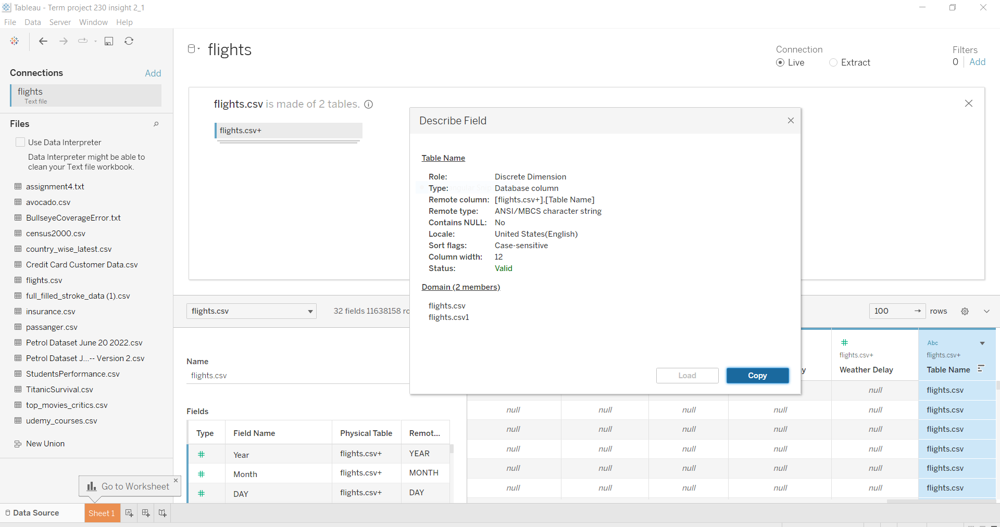 Tableau - Term project 230 insight 2_1
File Data Server Window Help
Connections Add
flights
Text file
Files
Use Data Interpreter
Data Interpreter might be able to
clean your Text file workbook.
assignment4.txt
avocado.csv
BullseyeCoverageError.txt
census2000.csv
country_wise_latest.csv
Credit Card Customer Data.csv
flights.csv
full_filled_stroke_data (1).csv
insurance.csv
passanger.csv
Petrol Dataset June 20 2022.csv
Petrol Dataset J...-- Version 2.csv
StudentsPerformance.csv
TitanicSurvival.csv
top_movies_critics.csv
udemy_courses.csv
New Union
Go to Worksheet
flights
Connection
Live Extract
Filters
0 Add
flights.csv is made of 2 tables.
flights.csv+
Describe Field
Table Name
Role: Discrete Dimension
Type: Database column
Remote column: [flights.csv+].[Table Name]
Remote type: ANSI/MBCS character string
Contains NULL: No
Locale: United States(English)
Sort flags: Case-sensitive
Column width: 12
Status: Valid
Domain (2 members)
flights.csv
flights.csv1
Load Copy
flights.csv 32 fields 11638158 ro
100 rows
Name
flights.csv
Fields
Type Field Name Physical Table Remot...
Year flights.csv+ YEAR
Month flights.csv+ MONTH
DAY flights.csv+ DAY
Abc
flights.csv+ flights.csv+
y Weather Delay Table Name
null flights.csv
null null null null null flights.csv
null null null null null flights.csv
null null null null null flights.csv
null null null null null flights.csv
null null null null null flights.csv
Data Source Sheet 1